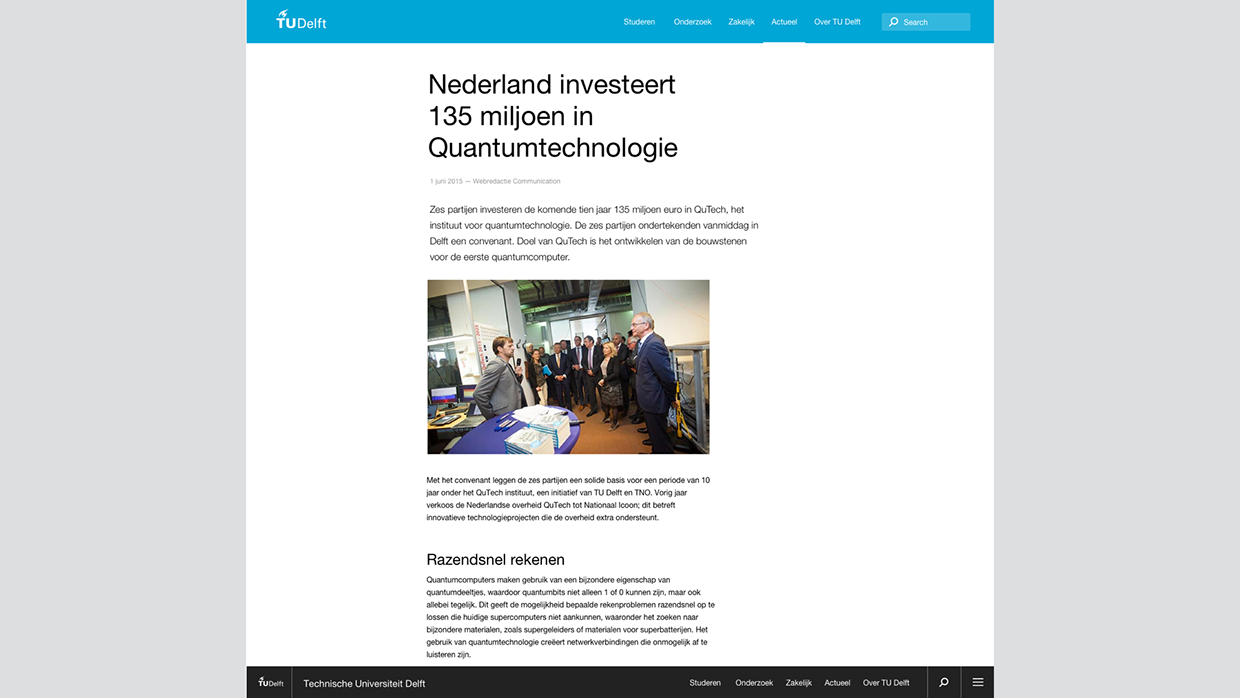 TUDelft
Studeren Onderzoek Zakelijk Actueel Over TU Delft Search
Nederland investeert
135 miljoen in
Quantumtechnologie
1 juni 2015 — Webredactie Communication
Zes partijen investeren de komende tien jaar 135 miljoen euro in QuTech, het
instituut voor quantumtechnologie. De zes partijen ondertekenden vanmiddag in
Delft een convenant. Doel van QuTech is het ontwikkelen van de bouwstenen
voor de eerste quantumcomputer.
Met het convenant leggen de zes partijen een solide basis voor een periode van 10
jaar onder het QuTech instituut, een initiatief van TU Delft en TNO. Vorig jaar
verkoos de Nederlandse overheid QuTech tot Nationaal Icoon; dit betreft
innovatieve technologieprojecten die de overheid extra ondersteunt.
Razendsnel rekenen
Quantumcomputers maken gebruik van een bijzondere eigenschap van
quantumdeeltjes, waardoor quantumbits niet alleen 1 of 0 kunnen zijn, maar ook
allebei tegelijk. Dit geeft de mogelijkheid bepaalde rekenproblemen razendsnel op te
lossen die huidige supercomputers niet aankunnen, waaronder het zoeken naar
bijzondere materialen, zoals supergeleiders of materialen voor superbatterijen. Het
gebruik van quantumtechnologie creëert netwerkverbindingen die onmogelijk af te
luisteren zijn.
TUDelft Technische Universiteit Delft Studeren Onderzoek Zakelijk Actueel Over TU Delft